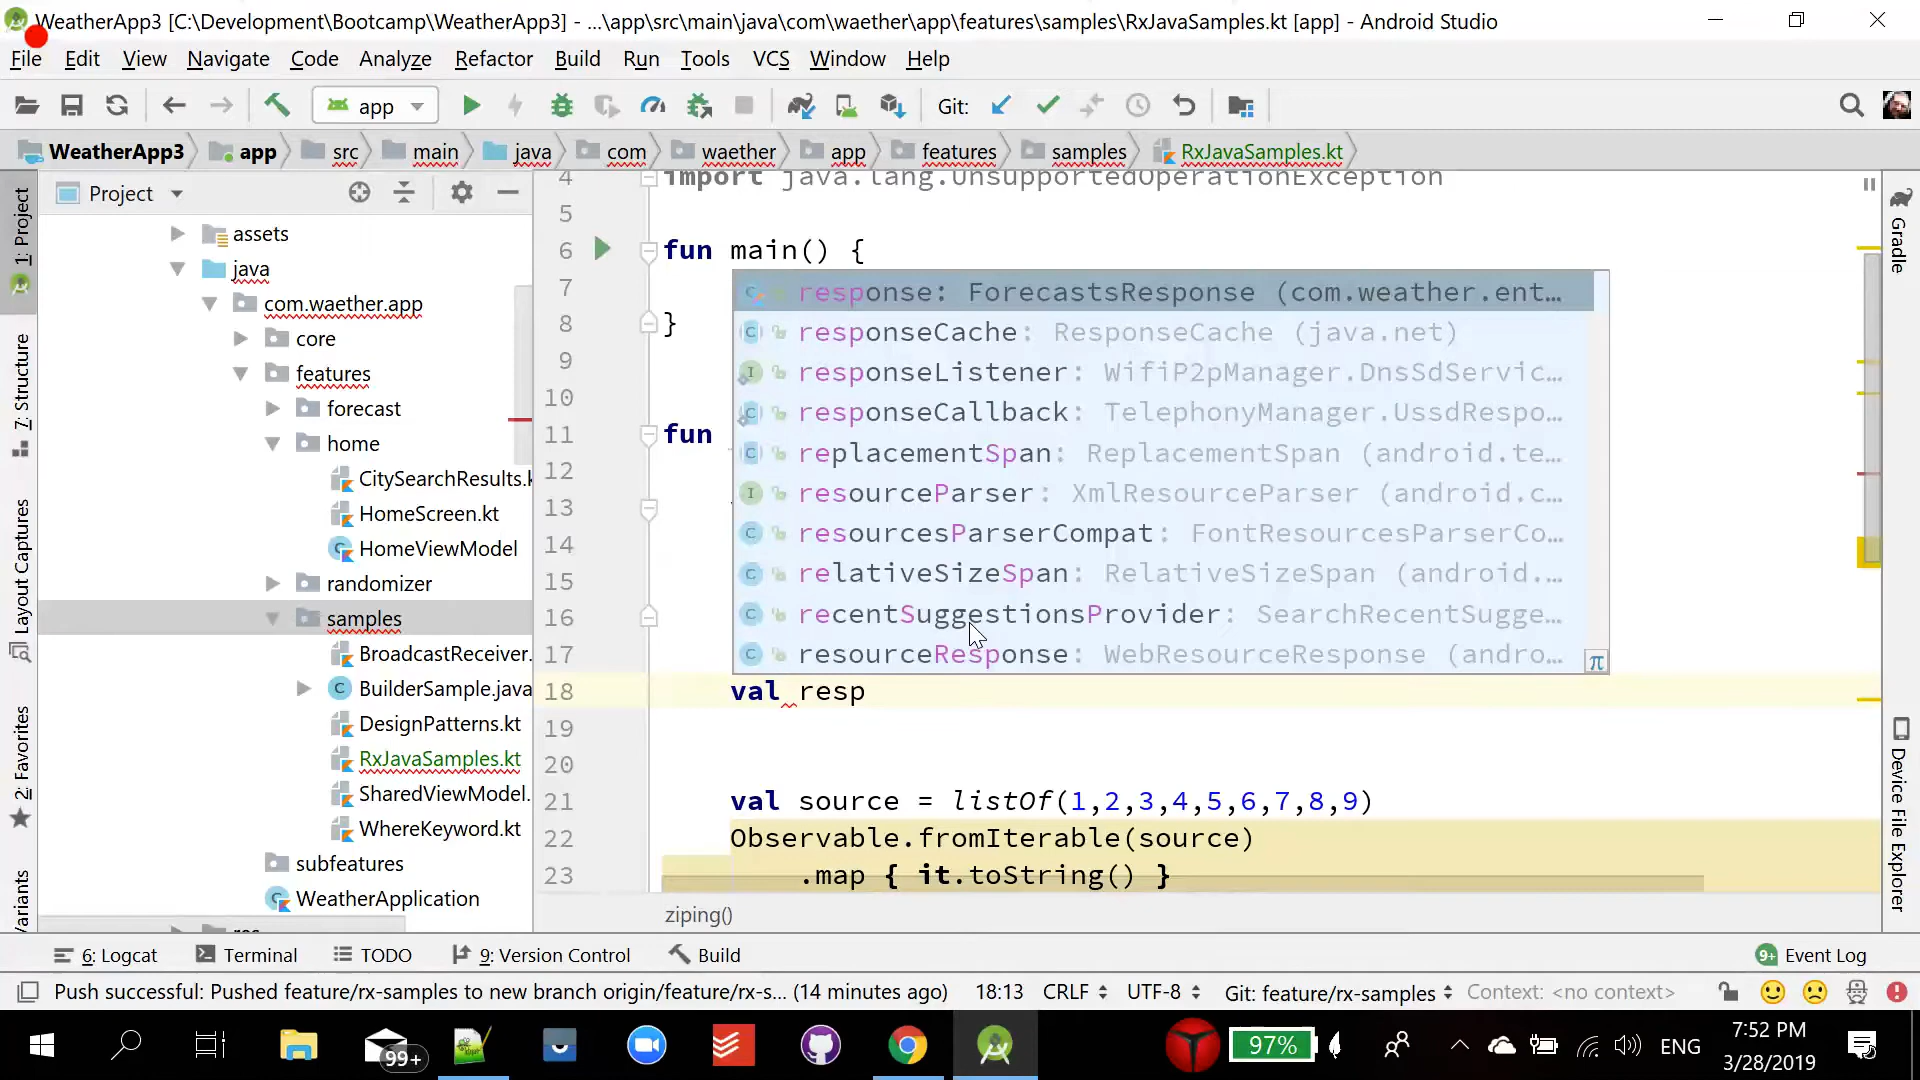 WeatherApp3 [C:\Development\Bootcamp\WeatherApp3] - ...\app\src\main\java\com\waether\app\features\samples\RxJavaSamples.kt [app] - Android Studio
File Edit View Navigate Code Analyze Refactor Build Run Tools VCS Window Help
app Git:
WeatherApp3 app src main java com waether app features samples RxJavaSamples.kt
Project
assets
java
com.waether.app
core
features
forecast
home
CitySearchResults.k
HomeScreen.kt
HomeViewModel
randomizer
samples
BroadcastReceiver.
BuilderSample.java
DesignPatterns.kt
RxJavaSamples.kt
SharedViewModel.
WhereKeyword.kt
subfeatures
WeatherApplication
1: Project
7: Structure
Layout Captures
2: Favorites
Variants
4 import java.lang.UnsupportedOperationException
5
6 fun main() {
7
8 }
9
10
11 fun
12
13
14
15
16
17
18 val resp
19
20
21 val source = listOf(1,2,3,4,5,6,7,8,9)
22 Observable.fromIterable(source)
23 .map { it.toString() }
response: ForecastsResponse (com.weather.ent…
responseCache: ResponseCache (java.net)
responseListener: WifiP2pManager.DnsSdServic…
responseCallback: TelephonyManager.UssdRespo…
replacementSpan: ReplacementSpan (android.te…
resourceParser: XmlResourceParser (android.c…
resourcesParserCompat: FontResourcesParserCo…
relativeSizeSpan: RelativeSizeSpan (android.…
recentSuggestionsProvider: SearchRecentSugge…
resourceResponse: WebResourceResponse (andro…
π
ziping()
Gradle
Device File Explorer
6: Logcat Terminal TODO 9: Version Control Build 9+ Event Log
Push successful: Pushed feature/rx-samples to new branch origin/feature/rx-s... (14 minutes ago) 18:13 CRLF UTF-8 Git: feature/rx-samples Context: <no context>
99+ 97% ENG 7:52 PM
3/28/2019